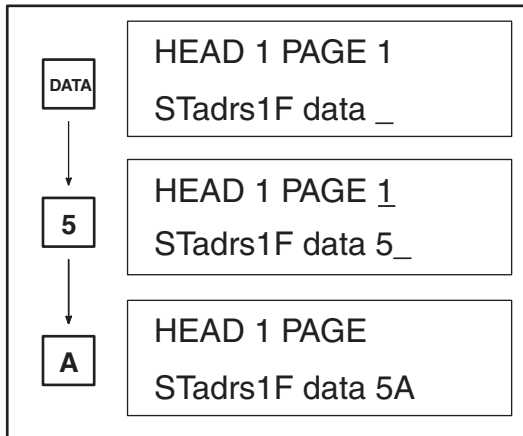 DATA
HEAD 1 PAGE 1
STadrs1F data _
5
HEAD 1 PAGE 1
STadrs1F data 5_
A
HEAD 1 PAGE
STadrs1F data 5A